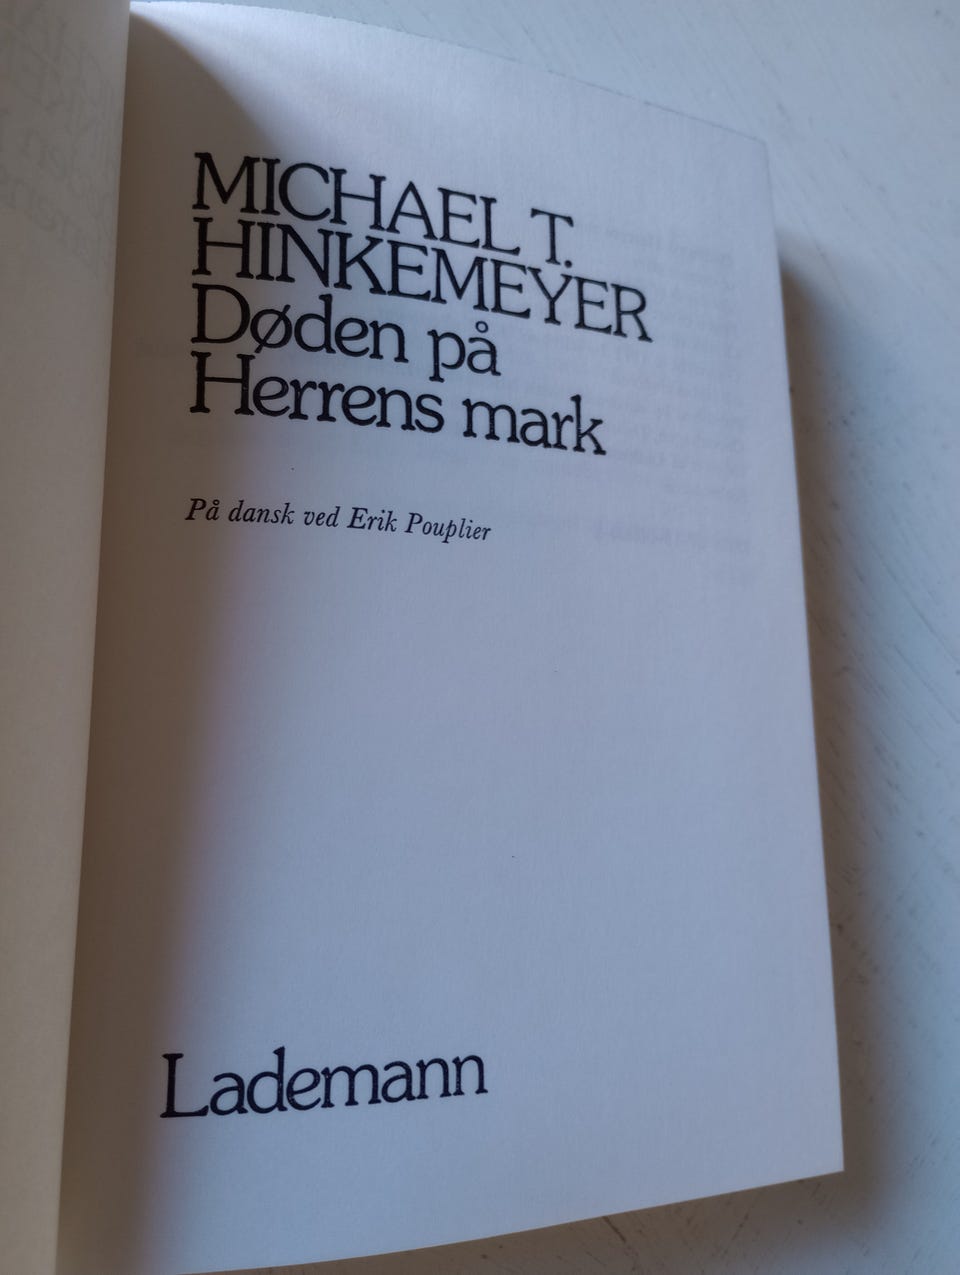 MICHAEL T.
HINKEMEYER
Døden på
Herrens mark
På dansk ved Erik Pouplier
Lademann